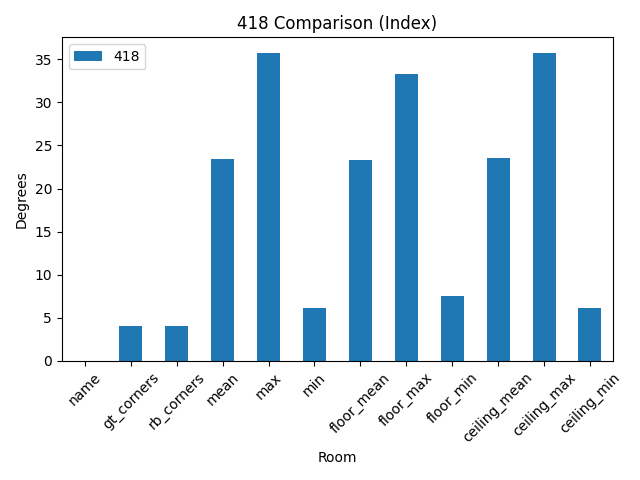 418 Comparison (Index)
418
35
30
25
20
15
10
5
0
Degrees
name
gt_corners
rb_corners
mean
max
min
floor_mean
floor_max
floor_min
ceiling_mean
ceiling_max
ceiling_min
Room